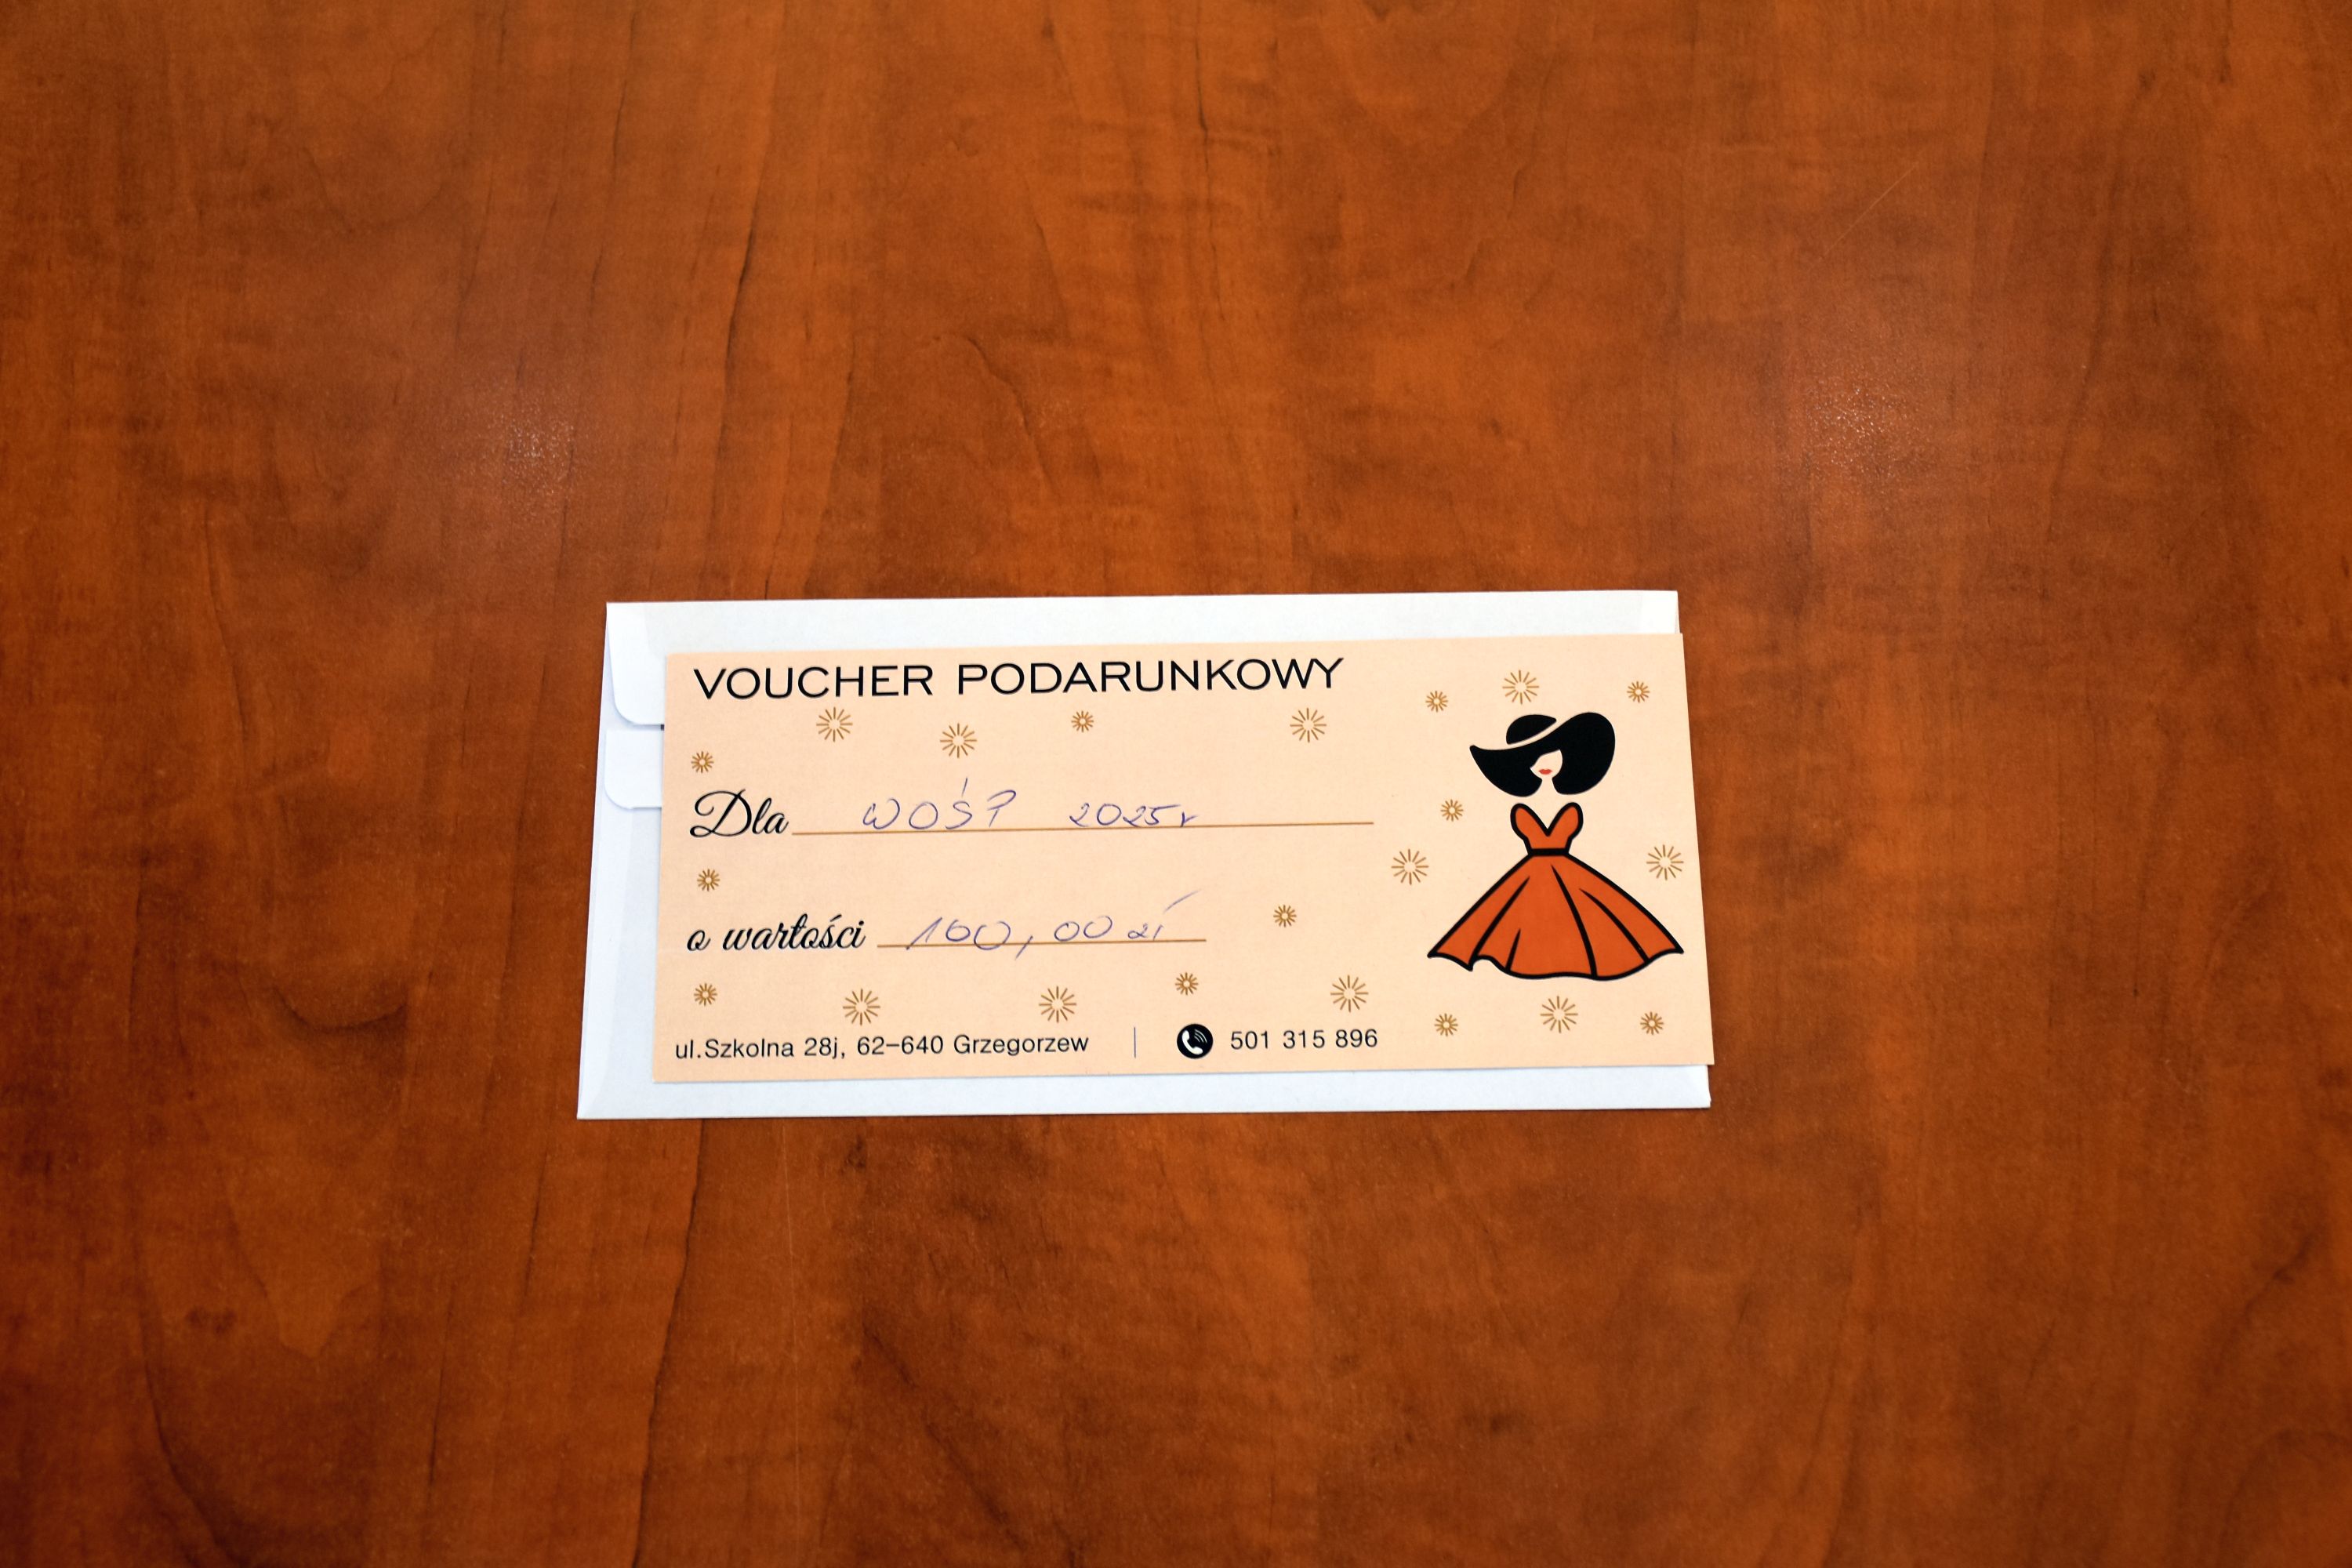 VOUCHER PODARUNKOWY
Dla WOŚP 2025r
o wartości 100,00 zł
ul.Szkolna 28j, 62-640 Grzegorzew | 501 315 896